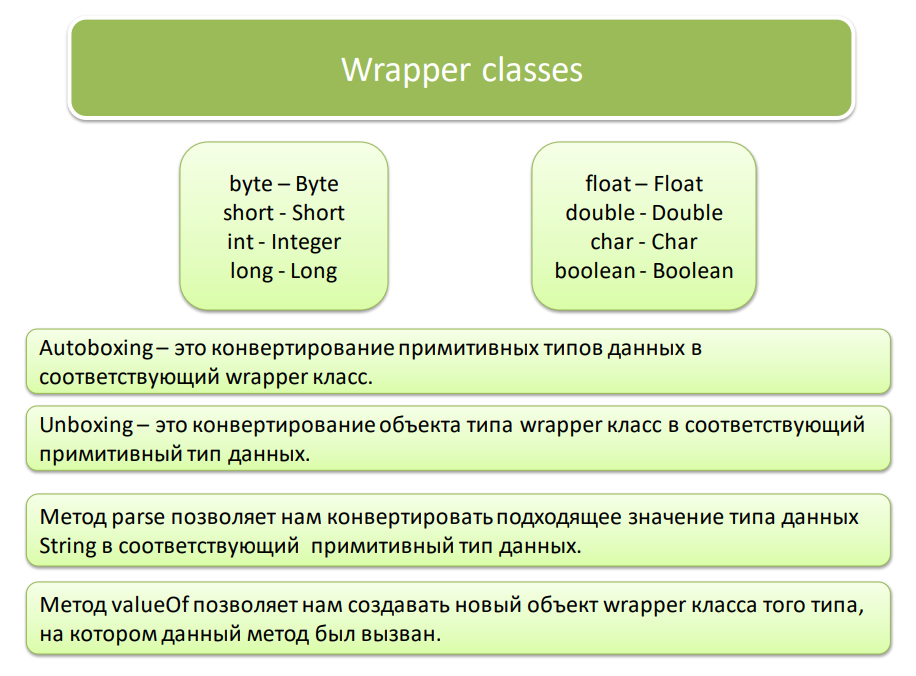 Wrapper classes
byte – Byte
short - Short
int - Integer
long - Long
float – Float
double - Double
char - Char
boolean - Boolean
Autoboxing – это конвертирование примитивных типов данных в
соответствующий wrapper класс.
Unboxing – это конвертирование объекта типа wrapper класс в соответствующий
примитивный тип данных.
Метод parse позволяет нам конвертировать подходящее значение типа данных
String в соответствующий примитивный тип данных.
Метод valueOf позволяет нам создавать новый объект wrapper класса того типа,
на котором данный метод был вызван.